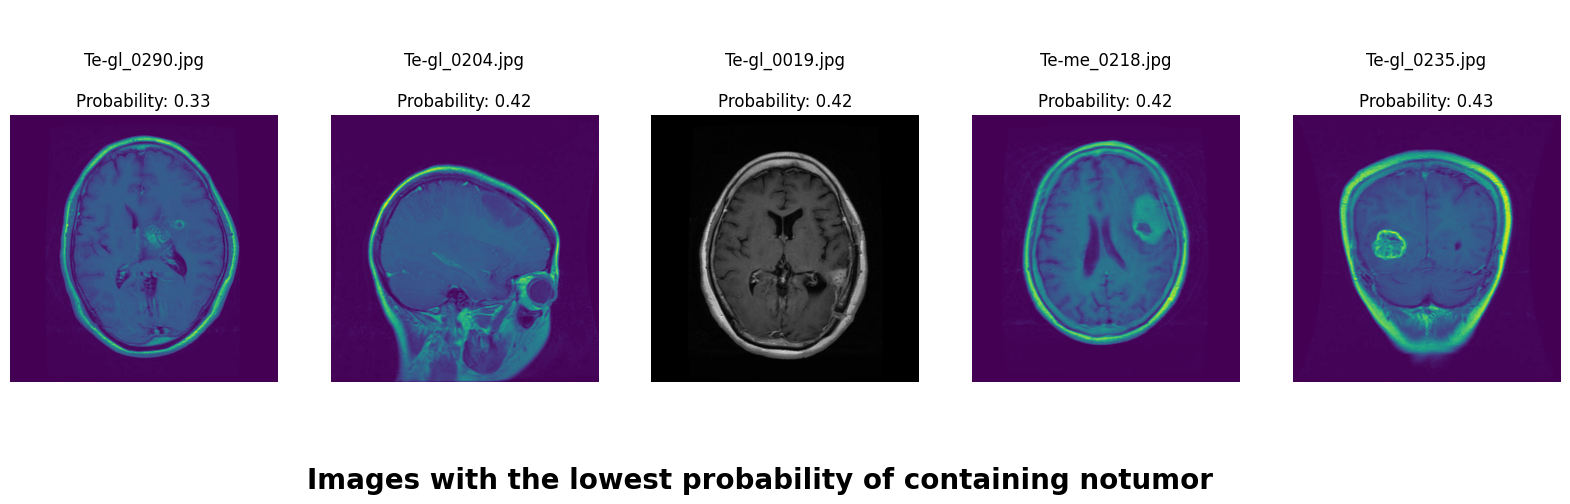 Te-gl_0290.jpg
Probability: 0.33
Te-gl_0204.jpg
Probability: 0.42
Te-gl_0019.jpg
Probability: 0.42
Te-me_0218.jpg
Probability: 0.42
Te-gl_0235.jpg
Probability: 0.43
Images with the lowest probability of containing notumor